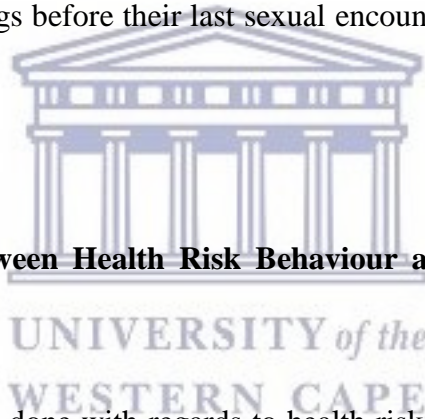 gs before their last sexual encoun
ween Health Risk Behaviour a
UNIVERSITY of the
done with regards to health risk
WESTERN CAPE